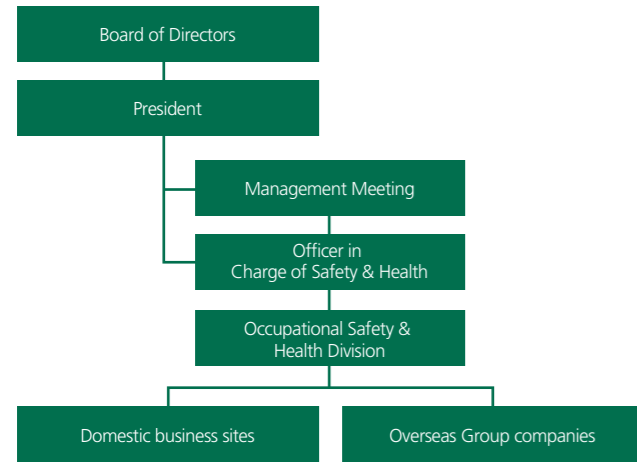 Board of Directors
President
Management Meeting
Officer in
Charge of Safety & Health
Occupational Safety &
Health Division
Domestic business sites
Overseas Group companies